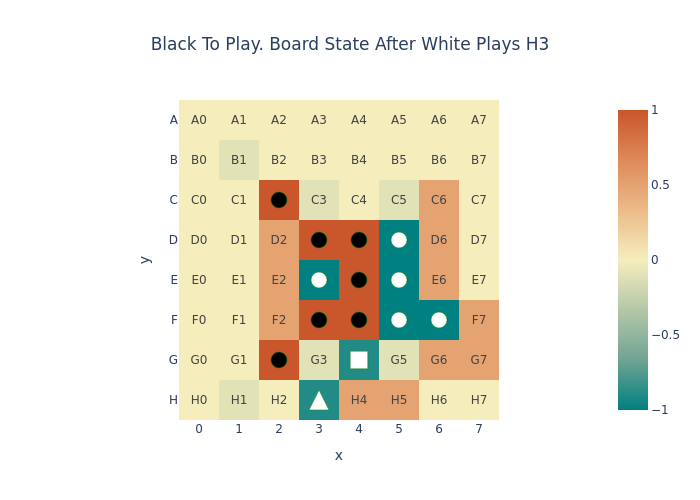 Black To Play. Board State After White Plays H3
A A0 A1 A2 A3 A4 A5 A6 A7
B B0 B1 B2 B3 B4 B5 B6 B7
C C0 C1 C3 C4 C5 C6 C7
D D0 D1 D2 D6 D7
E E0 E1 E2 E6 E7
F F0 F1 F2 F7
G G0 G1 G3 G5 G6 G7
H H0 H1 H2 H4 H5 H6 H7
0 1 2 3 4 5 6 7
x
y
1
0.5
0
−0.5
−1